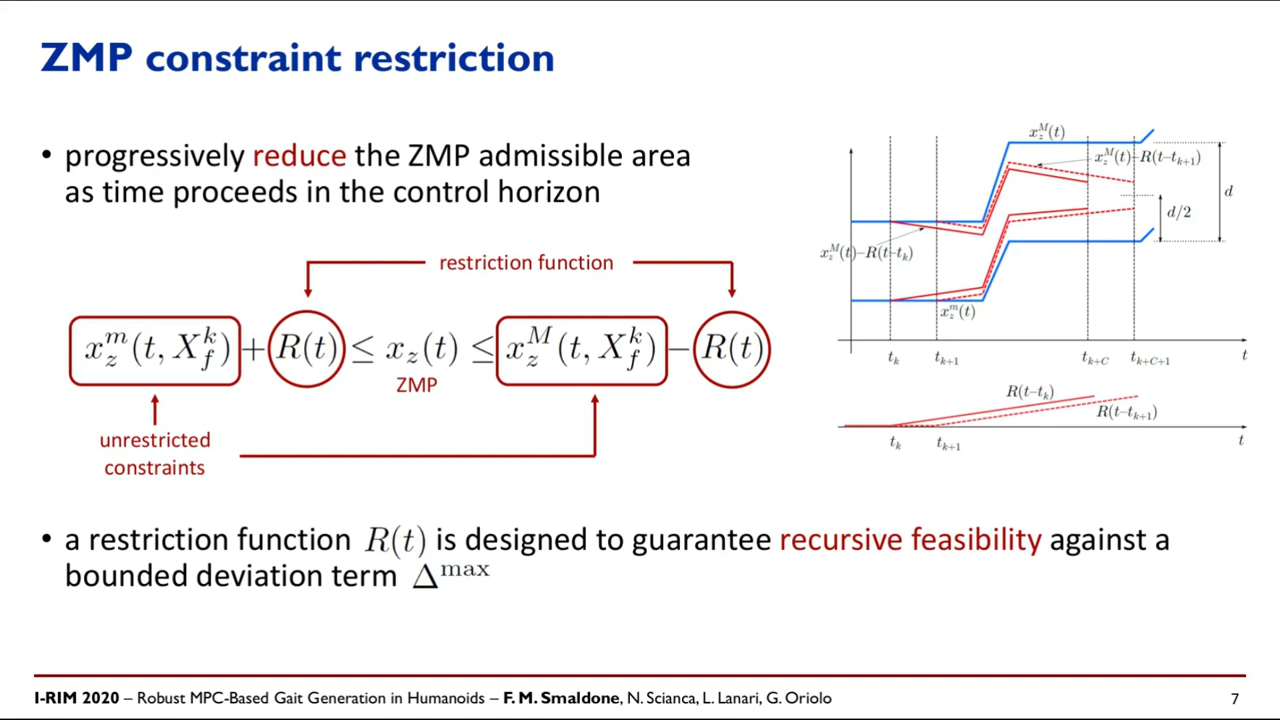 ZMP constraint restriction
• progressively reduce the ZMP admissible area
as time proceeds in the control horizon
restriction function
x_z^m(t, X_f^k) + R(t) ≤ x_z(t) ≤ x_z^M(t, X_f^k) − R(t)
ZMP
unrestricted
constraints
x_z^M(t)
x_z^M(t)−R(t−t_{k+1})
d
d/2
x_z^M(t)−R(t−t_k)
x_z^m(t)
t_k t_{k+1} t_{k+C} t_{k+C+1} t
R(t−t_k)
R(t−t_{k+1})
t_k t_{k+1} t
• a restriction function R(t) is designed to guarantee recursive feasibility against a
bounded deviation term Δ^max
I-RIM 2020 – Robust MPC-Based Gait Generation in Humanoids – F. M. Smaldone, N. Scianca, L. Lanari, G. Oriolo 7